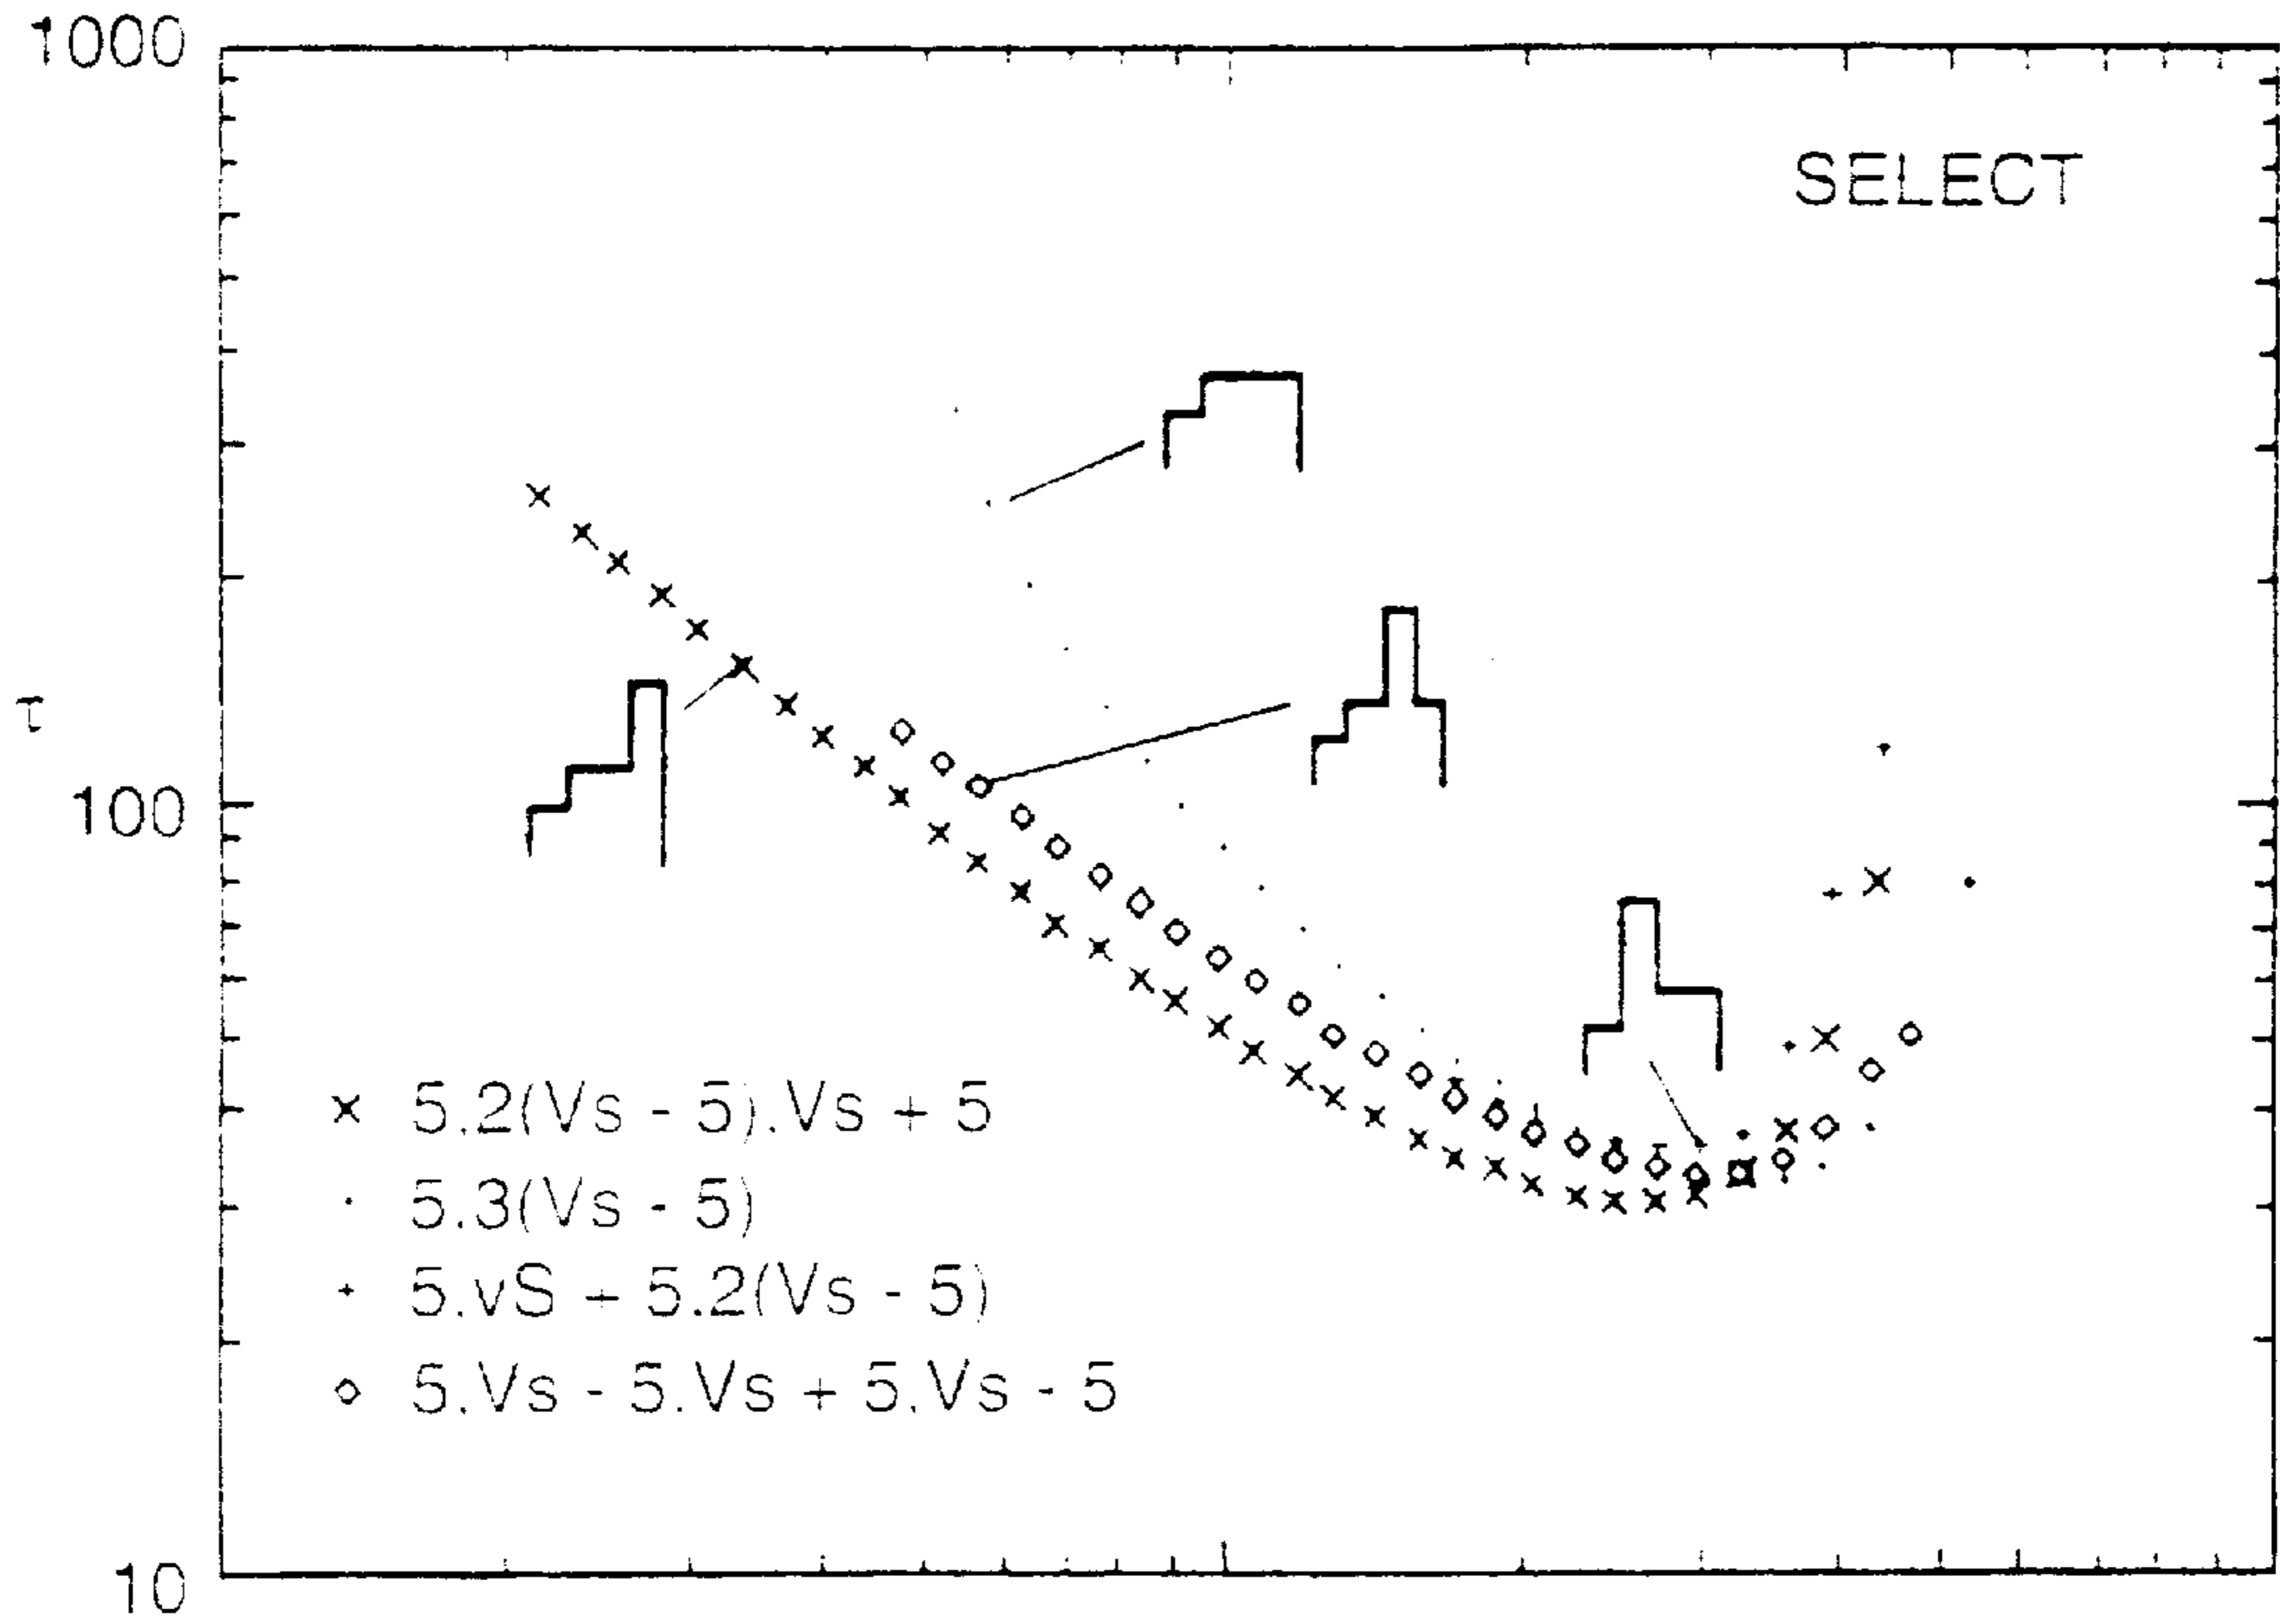 1000
SELECT
τ
100
5.2(Vs - 5).Vs + 5
5.3(Vs - 5)
5.vS + 5.2(Vs - 5)
5.Vs - 5.Vs + 5.Vs - 5
10